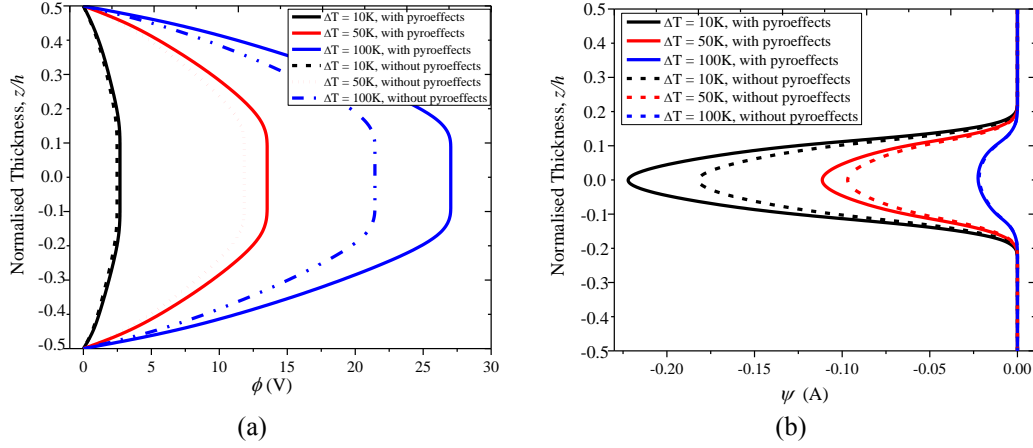 0.5
0.4
0.3
0.2
0.1
0.0
-0.1
-0.2
-0.3
-0.4
-0.5
Normalised Thickness, z/h
ΔT = 10K, with pyroeffects
ΔT = 50K, with pyroeffects
ΔT = 100K, with pyroeffects
ΔT = 10K, without pyroeffects
ΔT = 50K, without pyroeffects
ΔT = 100K, without pyroeffects
0 5 10 15 20 25 30
ϕ (V)
(a)
0.5
0.4
0.3
0.2
0.1
0.0
-0.1
-0.2
-0.3
-0.4
-0.5
Normalised Thickness, z/h
ΔT = 10K, with pyroeffects
ΔT = 50K, with pyroeffects
ΔT = 100K, with pyroeffects
ΔT = 10K, without pyroeffects
ΔT = 50K, without pyroeffects
ΔT = 100K, without pyroeffects
-0.20 -0.15 -0.10 -0.05 0.00
ψ (A)
(b)